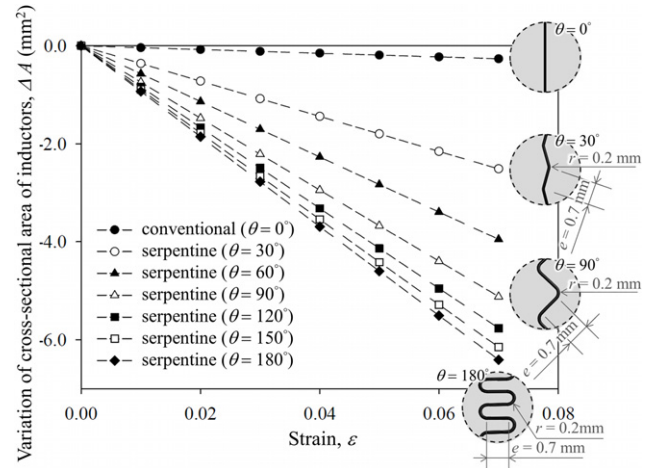 Variation of cross-sectional area of inductors, Δ A (mm²)
0.0
-2.0
-4.0
-6.0
conventional (θ = 0°)
serpentine (θ = 30°)
serpentine (θ = 60°)
serpentine (θ = 90°)
serpentine (θ = 120°)
serpentine (θ = 150°)
serpentine (θ = 180°)
0.00
0.02
0.04
0.06
0.08
Strain, ε
θ = 0°
θ = 30°
r = 0.2 mm
e = 0.7 mm
θ = 90°
r = 0.2 mm
e = 0.7 mm
θ = 180°
r = 0.2mm
e = 0.7 mm